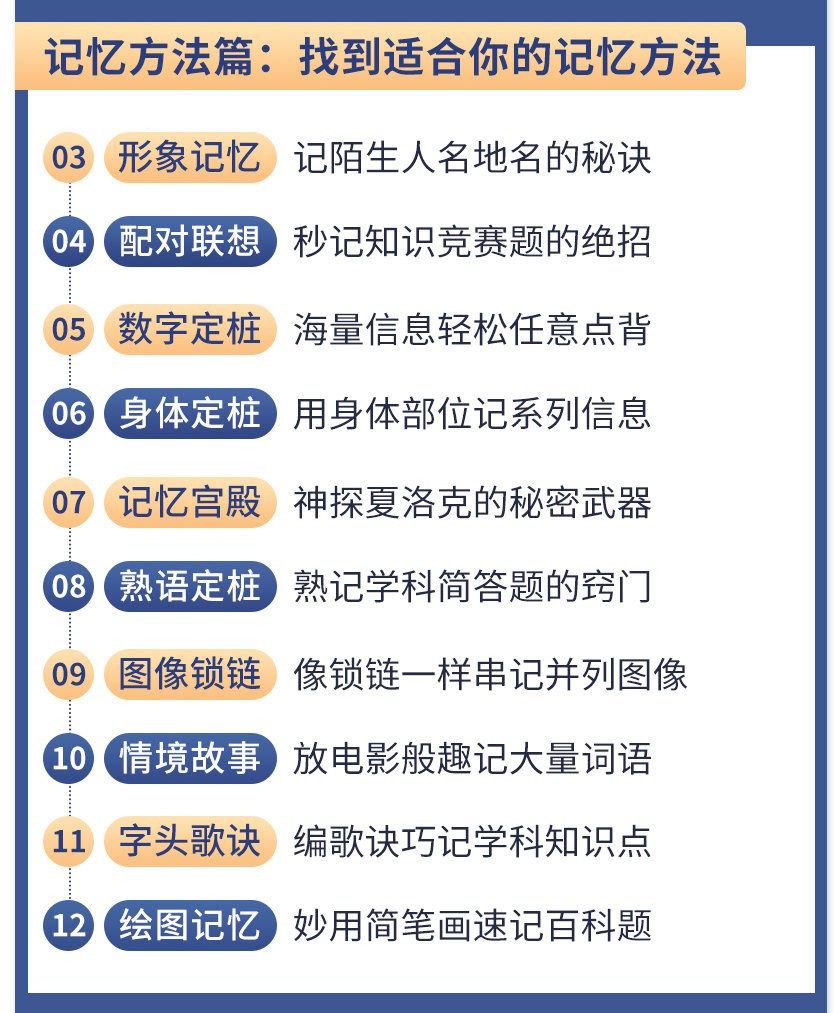 记忆方法篇：找到适合你的记忆方法
03 形象记忆 记陌生人名地名的秘诀
04 配对联想 秒记知识竞赛题的绝招
05 数字定桩 海量信息轻松任意点背
06 身体定桩 用身体部位记系列信息
07 记忆宫殿 神探夏洛克的秘密武器
08 熟语定桩 熟记学科简答题的窍门
09 图像锁链 像锁链一样串记并列图像
10 情境故事 放电影般趣记大量词语
11 字头歌诀 编歌诀巧记学科知识点
12 绘图记忆 妙用简笔画速记百科题